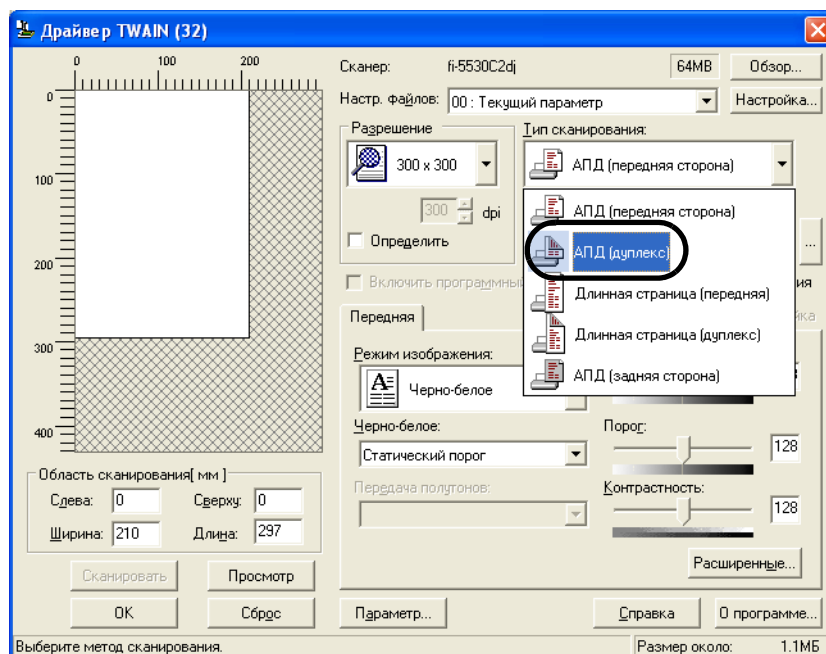 Драйвер TWAIN (32)
0 100 200
0
100
200
300
400
Сканер: fi-5530C2dj 64MB Обзор...
Настр. файлов: 00 : Текущий параметр Настройка...
Разрешение
300 x 300
300 dpi
Определить
Тип сканирования:
АПД (передняя сторона)
АПД (передняя сторона)
АПД (дуплекс)
Длинная страница (передняя)
Длинная страница (дуплекс)
АПД (задняя сторона)
...
Включить программны
ия
Передняя
йка
Режим изображения:
Черно-белое
Черно-белое:
Статический порог
Передача полутонов:
Порог:
128
Контрастность:
128
Расширенные...
Область сканирования[ мм ]
Слева: 0 Сверху: 0
Ширина: 210 Длина: 297
Сканировать Просмотр
OK Сброс Параметр... Справка О программе...
Выберите метод сканирования. Размер около: 1.1МБ